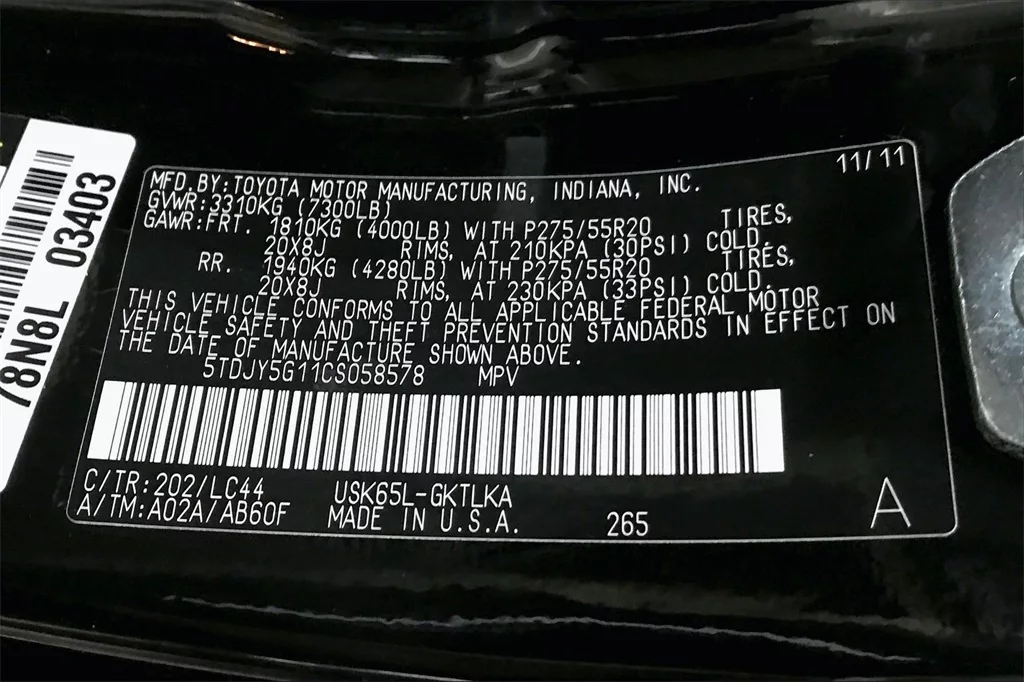 78N8L 03403
11/11
MFD.BY:TOYOTA MOTOR MANUFACTURING, INDIANA, INC.
GVWR:3310KG (7300LB)
GAWR:FRT. 1810KG (4000LB) WITH P275/55R20 TIRES,
20X8J RIMS, AT 210KPA (30PSI) COLD.
RR. 1940KG (4280LB) WITH P275/55R20 TIRES,
20X8J RIMS, AT 230KPA (33PSI) COLD.
THIS VEHICLE CONFORMS TO ALL APPLICABLE FEDERAL MOTOR
VEHICLE SAFETY AND THEFT PREVENTION STANDARDS IN EFFECT ON
THE DATE OF MANUFACTURE SHOWN ABOVE.
5TDJY5G11CS058578 MPV
C/TR:202/LC44 USK65L-GKTLKA
A/TM:A02A/AB60F MADE IN U.S.A. 265 A